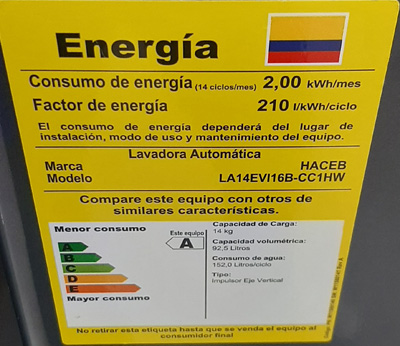 Energía
Consumo de energía (14 ciclos/mes) 2,00 kWh/mes
Factor de energía 210 l/kWh/ciclo
El consumo de energía dependerá del lugar de
instalación, modo de uso y mantenimiento del equipo.
Lavadora Automática
Marca HACEB
Modelo LA14EVI16B-CC1HW
Compare este equipo con otros de
similares características.
Menor consumo
Este equipo
A
A
B
C
D
E
Mayor consumo
Capacidad de Carga:
14 kg
Capacidad volumétrica:
92,5 Litros
Consumo de agua:
152,0 Litros/ciclo
Tipo:
Impulsor Eje Vertical
No retirar esta etiqueta hasta que se venda el equipo al
consumidor final